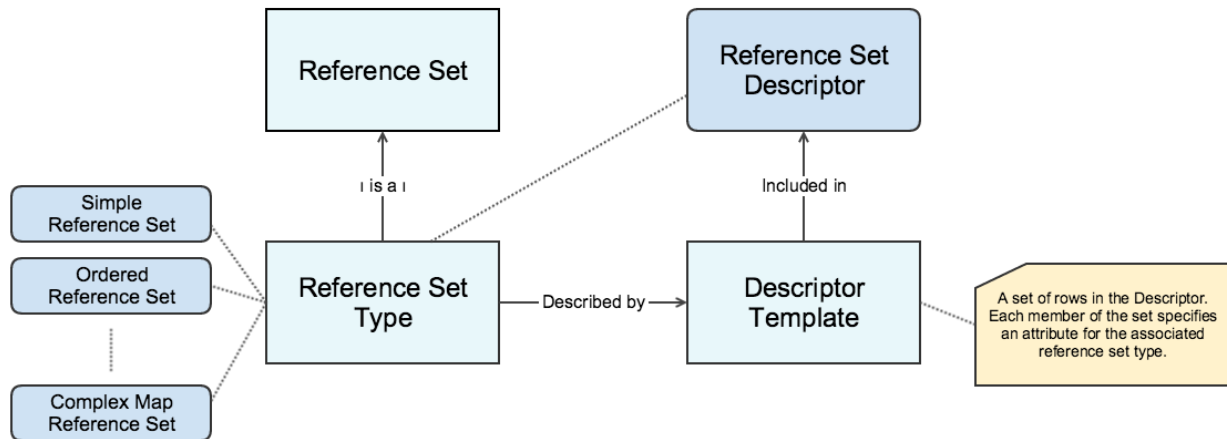 Reference Set
Reference Set
Descriptor
ı is a ı
Included in
Simple
Reference Set
Ordered
Reference Set
Complex Map
Reference Set
Reference Set
Type
Described by
Descriptor
Template
A set of rows in the Descriptor.
Each member of the set specifies
an attribute for the associated
reference set type.